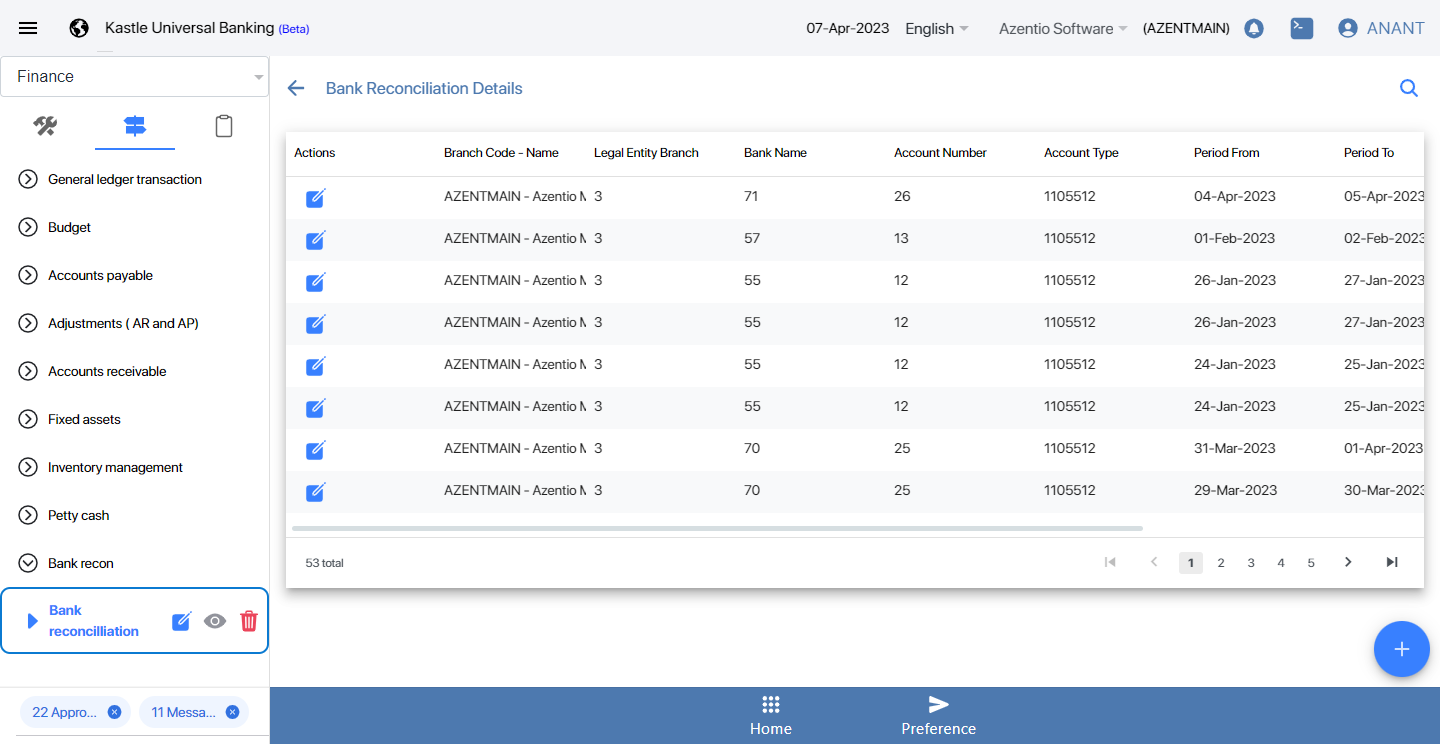 Kastle Universal Banking (Beta)
07-Apr-2023 English Azentio Software (AZENTMAIN) ANANT
Finance
General ledger transaction
Budget
Accounts payable
Adjustments ( AR and AP)
Accounts receivable
Fixed assets
Inventory management
Petty cash
Bank recon
Bank
reconcilliation
22 Appro... 11 Messa...
Bank Reconciliation Details
Actions Branch Code - Name Legal Entity Branch Bank Name Account Number Account Type Period From Period To
AZENTMAIN - Azentio M 3 71 26 1105512 04-Apr-2023 05-Apr-2023
AZENTMAIN - Azentio M 3 57 13 1105512 01-Feb-2023 02-Feb-2023
AZENTMAIN - Azentio M 3 55 12 1105512 26-Jan-2023 27-Jan-2023
AZENTMAIN - Azentio M 3 55 12 1105512 26-Jan-2023 27-Jan-2023
AZENTMAIN - Azentio M 3 55 12 1105512 24-Jan-2023 25-Jan-2023
AZENTMAIN - Azentio M 3 55 12 1105512 24-Jan-2023 25-Jan-2023
AZENTMAIN - Azentio M 3 70 25 1105512 31-Mar-2023 01-Apr-2023
AZENTMAIN - Azentio M 3 70 25 1105512 29-Mar-2023 30-Mar-2023
53 total 1 2 3 4 5
Home Preference